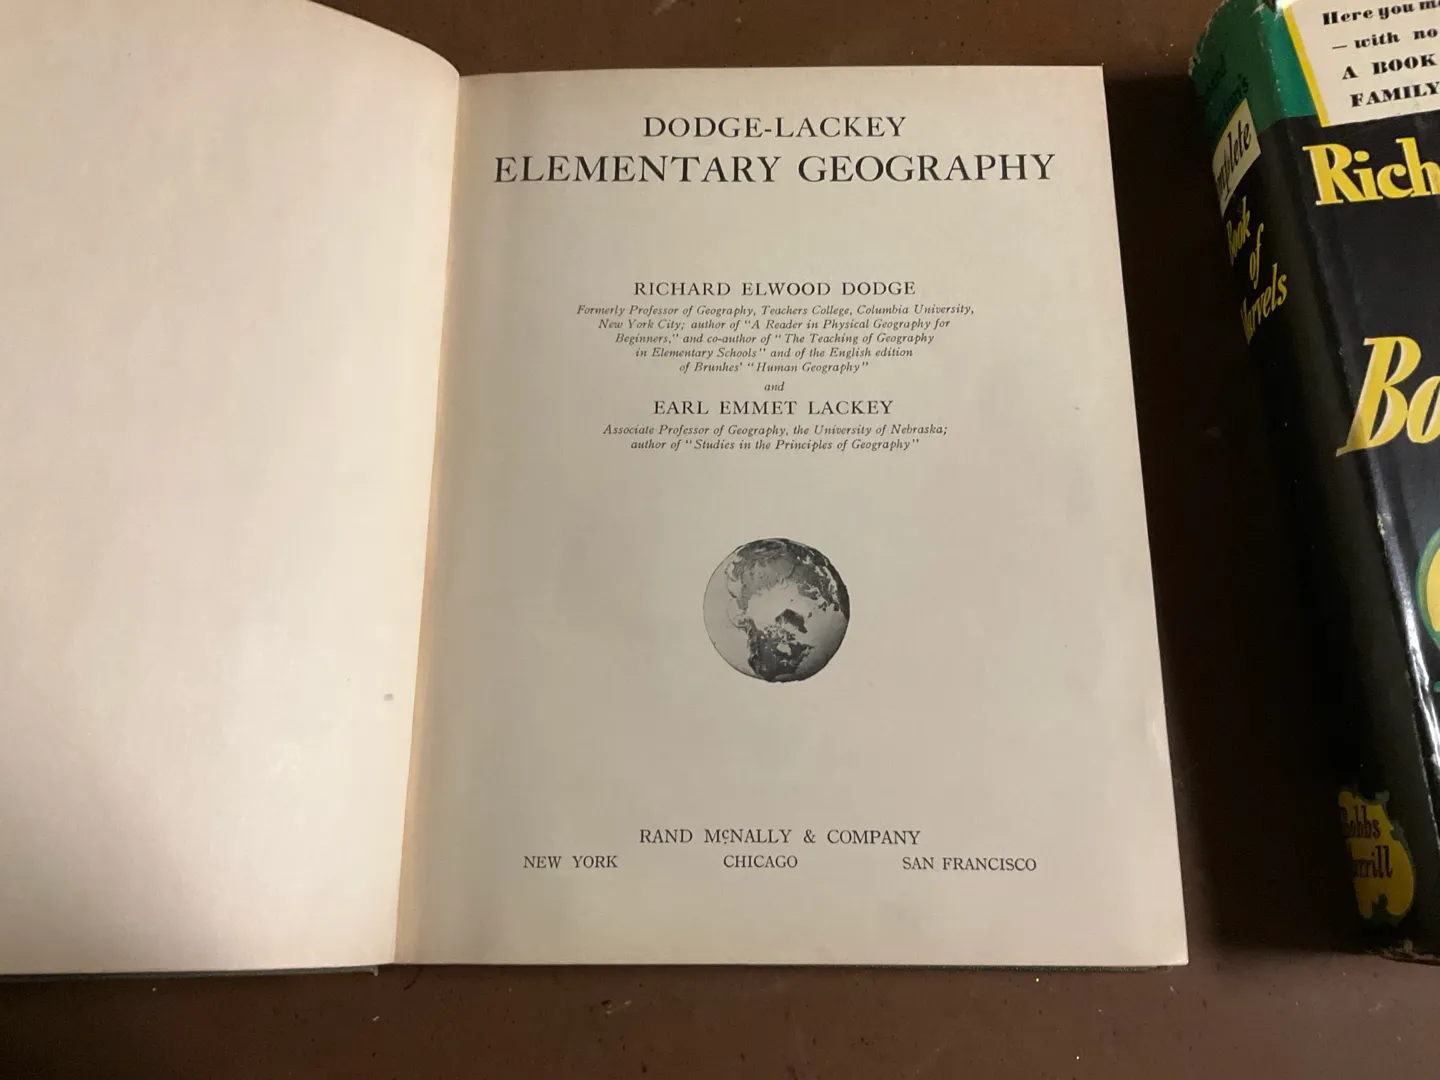 DODGE-LACKEY
ELEMENTARY GEOGRAPHY
RICHARD ELWOOD DODGE
Formerly Professor of Geography, Teachers College, Columbia University,
New York City; author of "A Reader in Physical Geography for
Beginners," and co-author of "The Teaching of Geography
in Elementary Schools" and of the English edition
of Brunhes' "Human Geography"
and
EARL EMMET LACKEY
Associate Professor of Geography, the University of Nebraska;
author of "Studies in the Principles of Geography"
RAND McNALLY & COMPANY
NEW YORK CHICAGO SAN FRANCISCO
Book
of
Marvels
Here you
— with no
A BOOK
FAMILY
Rich
Bo